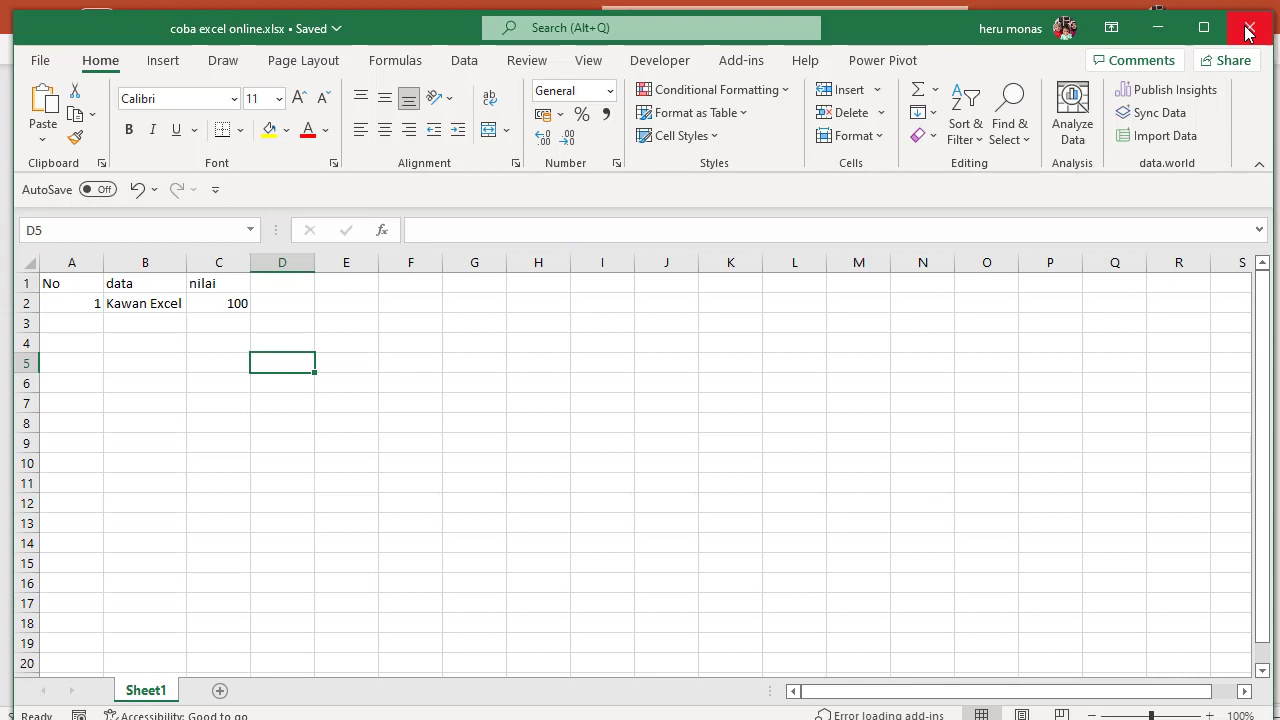 coba excel online.xlsx • Saved
Search (Alt+Q)
heru monas
File Home Insert Draw Page Layout Formulas Data Review View Developer Add-ins Help Power Pivot
Comments Share
Paste
Clipboard
Calibri 11
B I U
Font
ab
Alignment
General
Number
Conditional Formatting
Format as Table
Cell Styles
Styles
Insert
Delete
Format
Cells
Sort & Filter
Find & Select
Editing
Analyze Data
Analysis
Publish Insights
Sync Data
Import Data
data.world
AutoSave Off
D5
fx
A B C D E F G H I J K L M N O P Q R S
1 No data nilai
2 1 Kawan Excel 100
3
4
5
6
7
8
9
10
11
12
13
14
15
16
17
18
19
20
Sheet1
Ready Accessibility: Good to go Error loading add-ins 100%